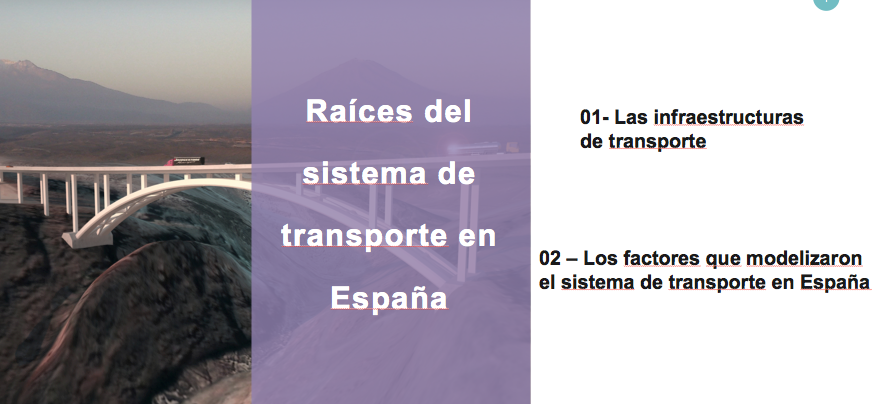 Raíces del
sistema de
transporte en
España
01- Las infraestructuras
de transporte
02 – Los factores que modelizaron
el sistema de transporte en España